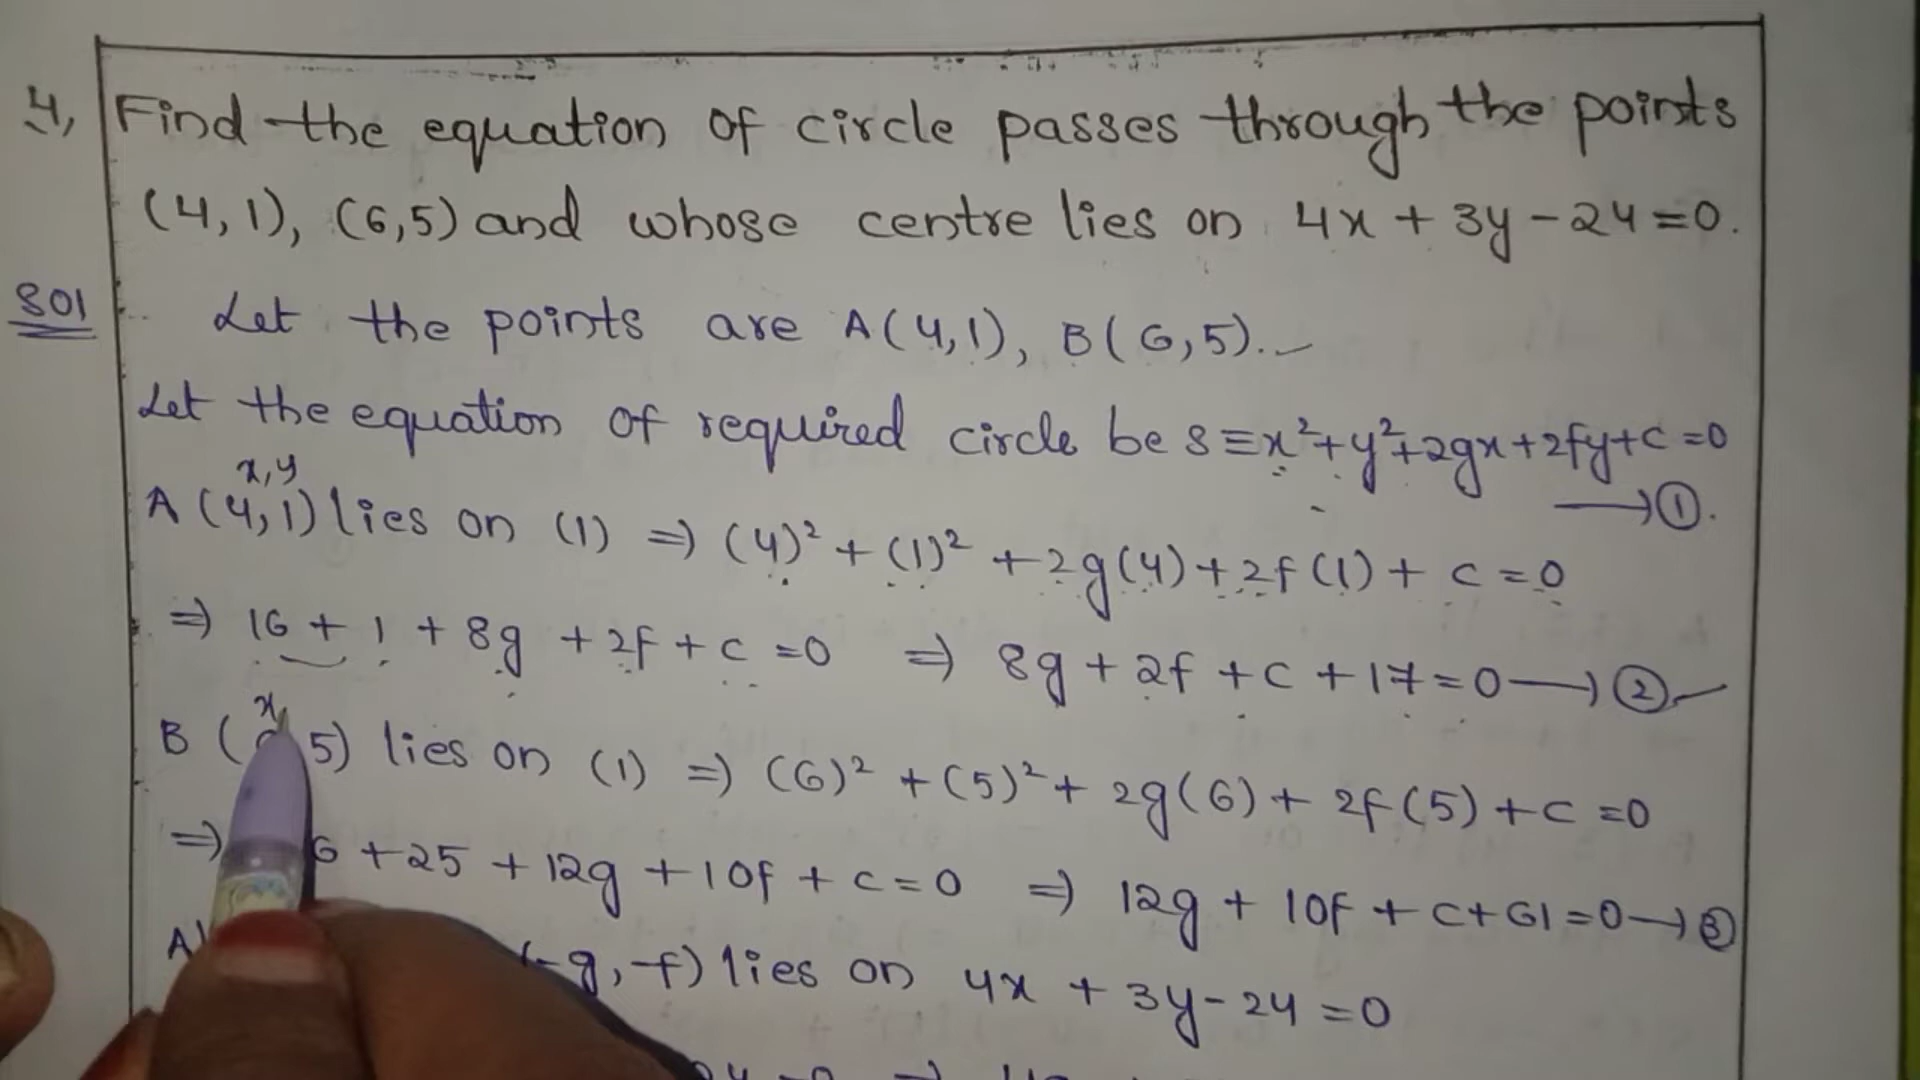 4, Find the equation of circle passes through the points
(4,1), (6,5) and whose centre lies on 4x + 3y - 24 = 0.
Sol Let the points are A(4,1), B(6,5).
Let the equation of required circle be S ≡ x²+y²+2gx+2fy+c=0
→ ①.
x,y
A (4,1) lies on (1) ⇒ (4)² + (1)² + 2g(4) + 2f(1) + c = 0
⇒ 16 + 1 + 8g + 2f + c = 0 ⇒ 8g + 2f + c + 17 = 0 → ②
x
B ( 5) lies on (1) ⇒ (6)² + (5)² + 2g(6) + 2f(5) + c = 0
⇒ 6 + 25 + 12g + 10f + c = 0 ⇒ 12g + 10f + c + 61 = 0 → ③
(-g, -f) lies on 4x + 3y - 24 = 0